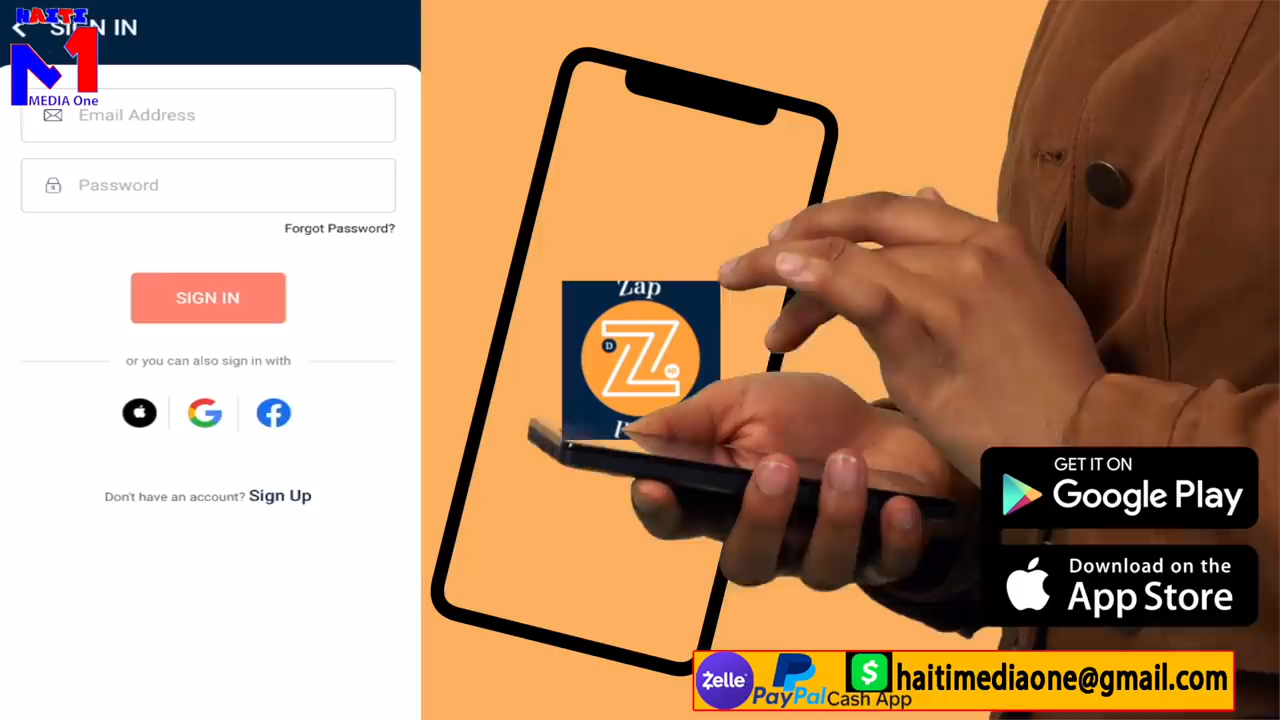 HAITI
M1
MEDIA One
SIGN IN
Email Address
Password
Forgot Password?
SIGN IN
or you can also sign in with
Don't have an account? Sign Up
Zap
D
Z
GET IT ON
Google Play
Download on the
App Store
Zelle
PayPal
$
Cash App
haitimediaone@gmail.com